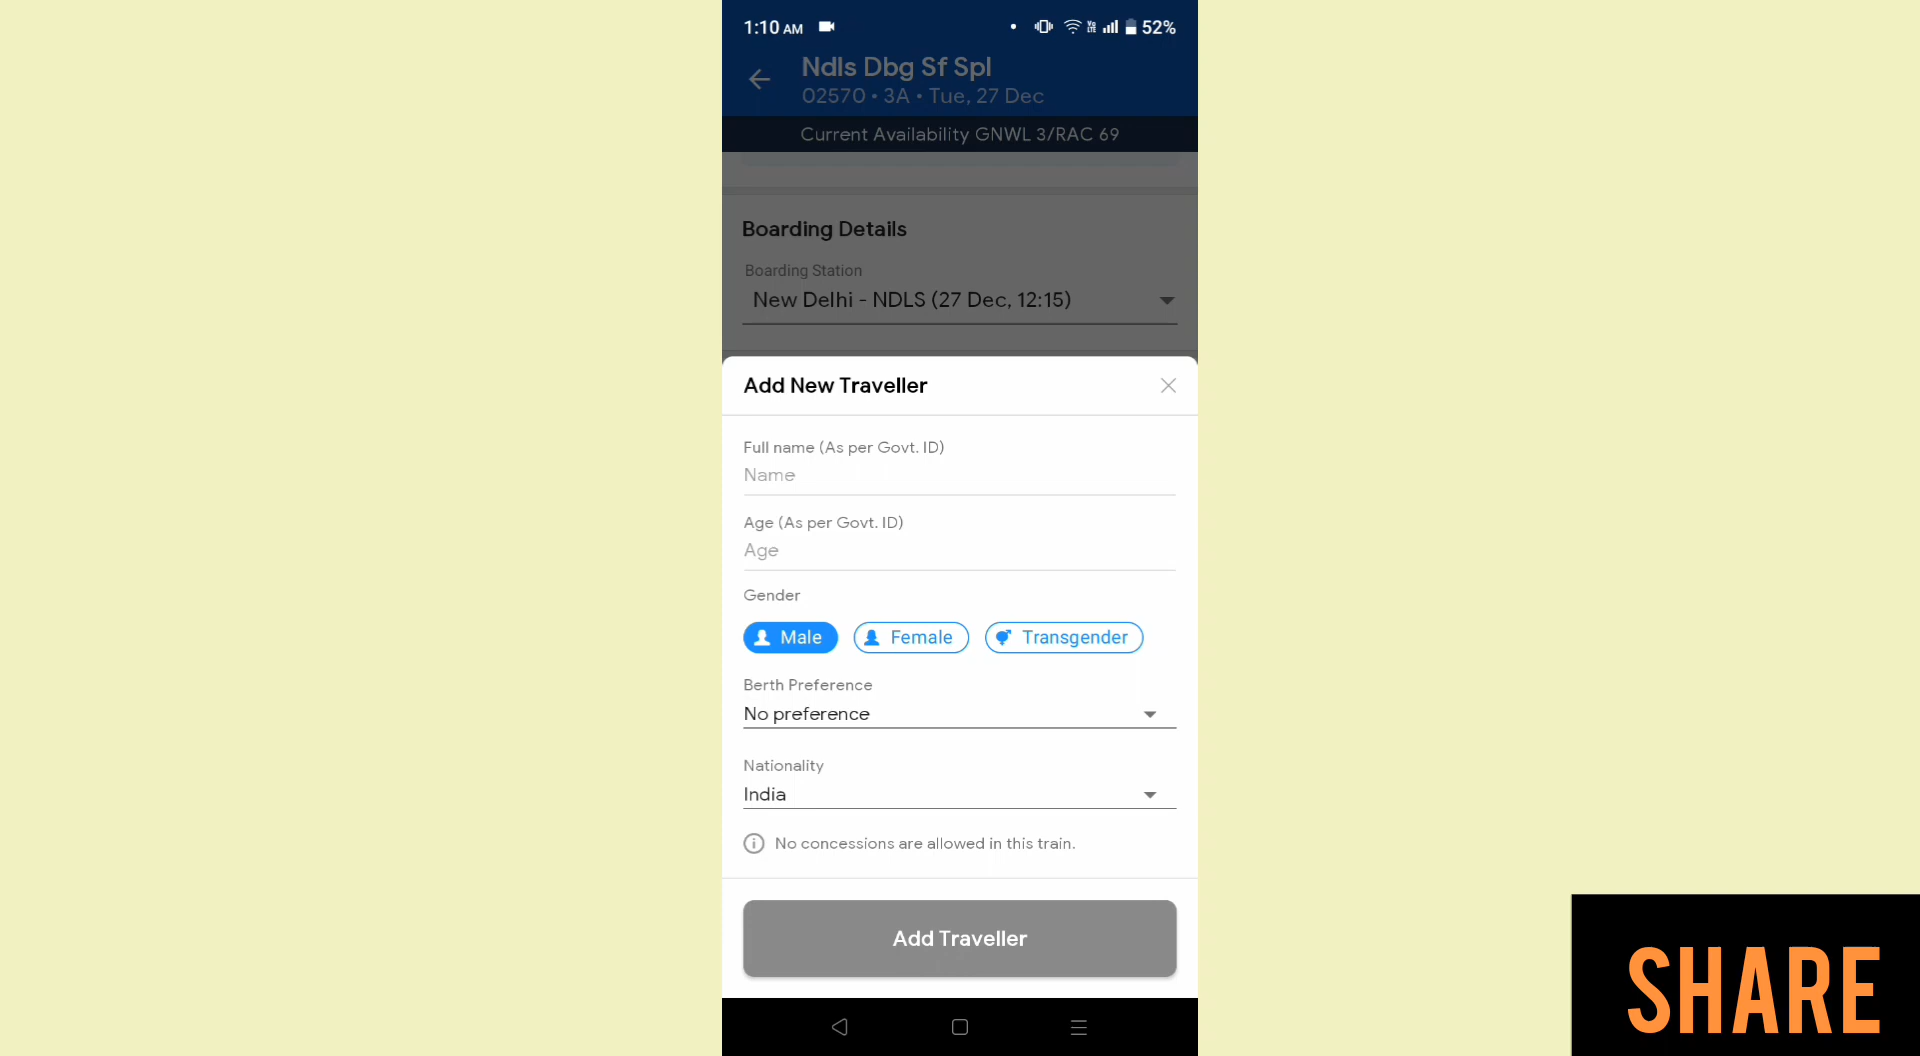 1:10 AM
52%
Ndls Dbg Sf Spl
02570 • 3A • Tue, 27 Dec
Current Availability GNWL 3/RAC 69
Boarding Details
Boarding Station
New Delhi - NDLS (27 Dec, 12:15)
Add New Traveller
Full name (As per Govt. ID)
Name
Age (As per Govt. ID)
Age
Gender
Male Female Transgender
Berth Preference
No preference
Nationality
India
No concessions are allowed in this train.
Add Traveller
SHARE